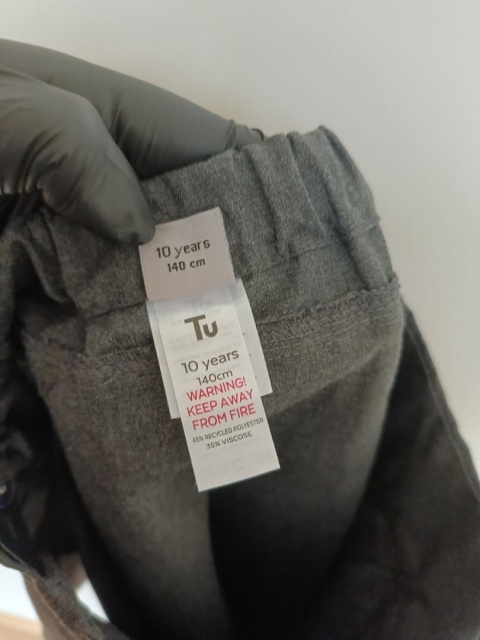 10 years
140 cm
Tu
10 years
140cm
WARNING!
KEEP AWAY
FROM FIRE
65% RECYCLED POLYESTER
35% VISCOSE